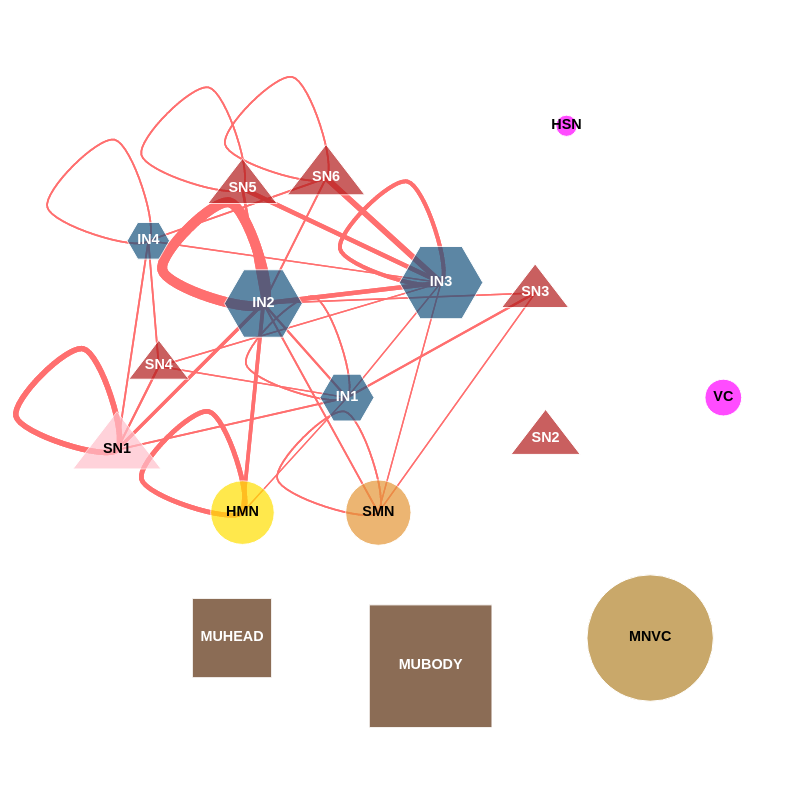 HSN
SN6
SN5
IN4
IN3
SN3
IN2
SN4
IN1
VC
SN2
SN1
HMN
SMN
MUHEAD
MNVC
MUBODY